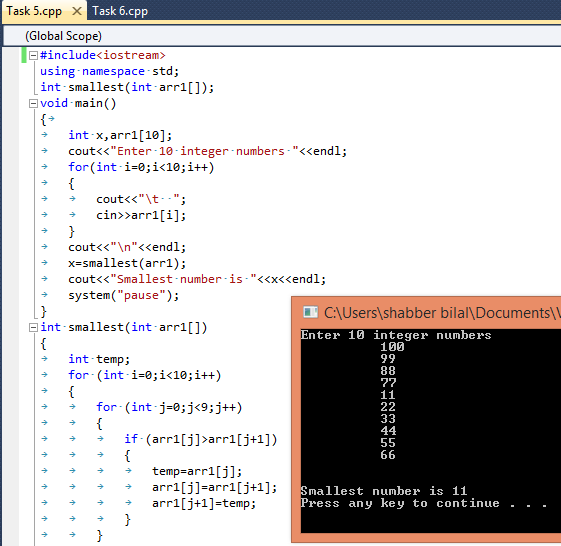 Task 5.cpp Task 6.cpp
(Global Scope)
#include<iostream>
using namespace std;
int smallest(int arr1[]);
void main()
{
int x,arr1[10];
cout<<"Enter 10 integer numbers "<<endl;
for(int i=0;i<10;i++)
{
cout<<"\t  ";
cin>>arr1[i];
}
cout<<"\n"<<endl;
x=smallest(arr1);
cout<<"Smallest number is "<<x<<endl;
system("pause");
}
int smallest(int arr1[])
{
int temp;
for (int i=0;i<10;i++)
{
for (int j=0;j<9;j++)
{
if (arr1[j]>arr1[j+1])
{
temp=arr1[j];
arr1[j]=arr1[j+1];
arr1[j+1]=temp;
}
}
C:\Users\shabber bilal\Documents\
Enter 10 integer numbers
100
99
88
77
11
22
33
44
55
66
Smallest number is 11
Press any key to continue . . .